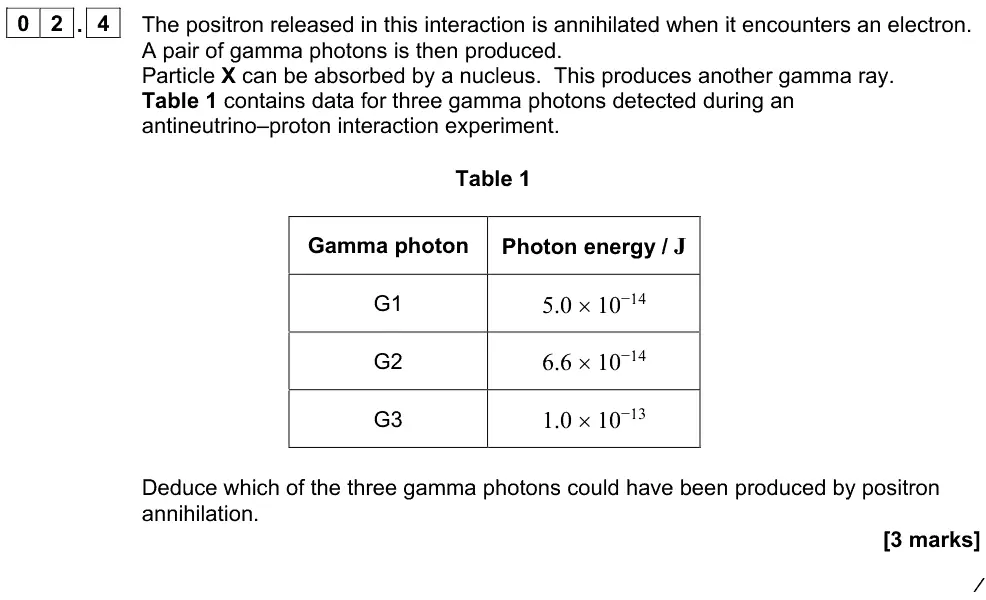 0 2 . 4 The positron released in this interaction is annihilated when it encounters an electron.
A pair of gamma photons is then produced.
Particle X can be absorbed by a nucleus. This produces another gamma ray.
Table 1 contains data for three gamma photons detected during an
antineutrino–proton interaction experiment.
Table 1
Gamma photon Photon energy / J
G1 5.0 × 10⁻¹⁴
G2 6.6 × 10⁻¹⁴
G3 1.0 × 10⁻¹³
Deduce which of the three gamma photons could have been produced by positron
annihilation.
[3 marks]